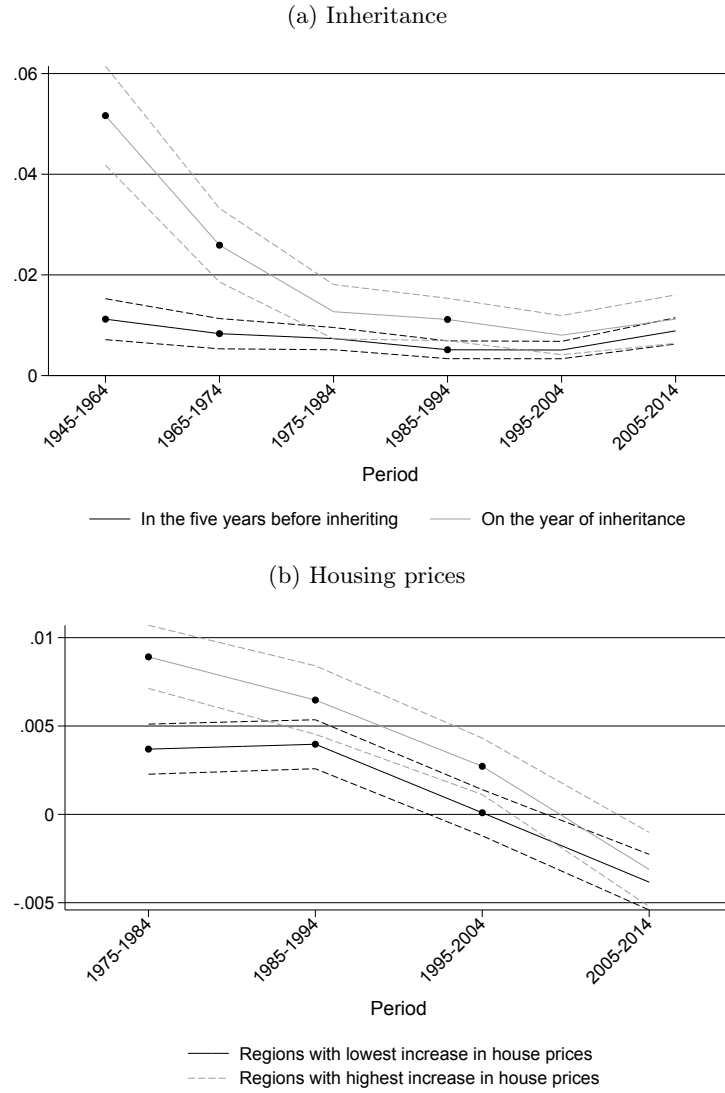 (a) Inheritance
.06
.04
.02
0
1945-1964
1965-1974
1975-1984
1985-1994
1995-2004
2005-2014
Period
In the five years before inheriting
On the year of inheritance
(b) Housing prices
.01
.005
0
-.005
1975-1984
1985-1994
1995-2004
2005-2014
Period
Regions with lowest increase in house prices
Regions with highest increase in house prices